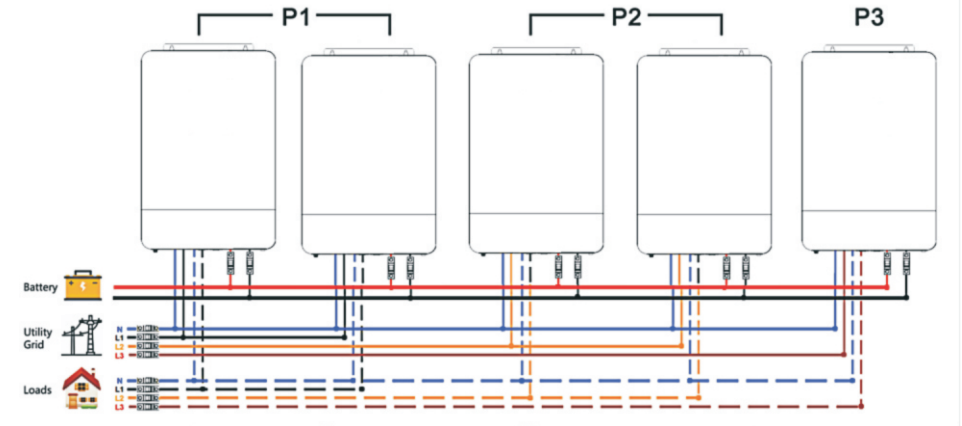 P1
P2
P3
Battery
Utility
Grid
N
L1
L2
L3
Loads
N
L1
L2
L3